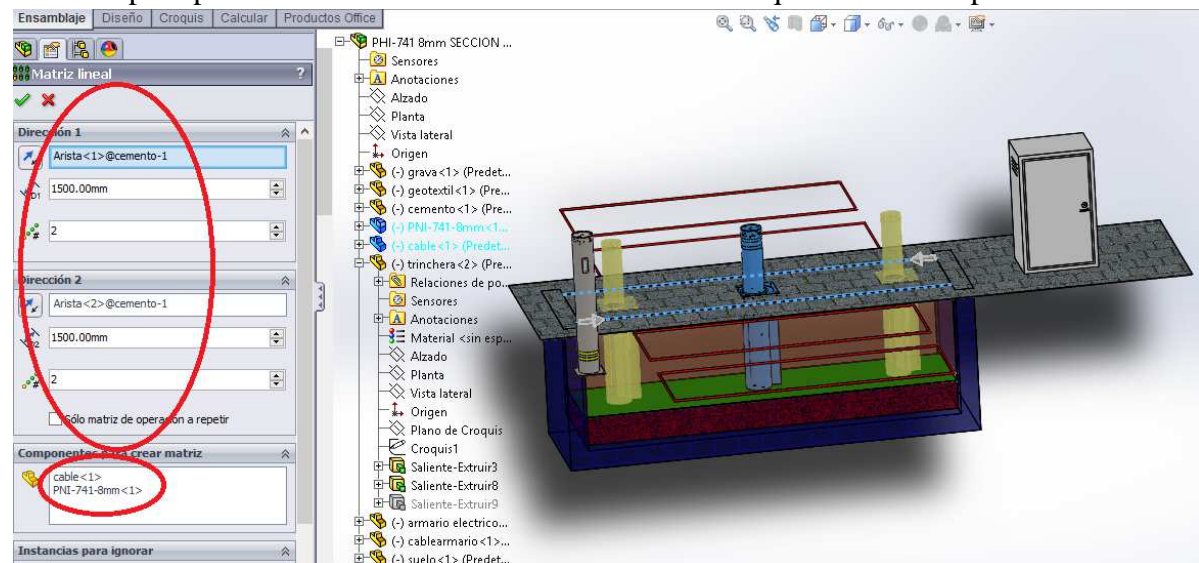 Ensamblaje Diseño Croquis Calcular Productos Office
Matriz lineal ?
Dirección 1
Arista<1>@cemento-1
D1 1500.00mm
2
Dirección 2
Arista<2>@cemento-1
D2 1500.00mm
2
Sólo matriz de operación a repetir
Componentes para crear matriz
cable<1>
PNI-741-8mm<1>
Instancias para ignorar
PHI-741 8mm SECCION ...
Sensores
A Anotaciones
Alzado
Planta
Vista lateral
Origen
(-) grava<1> (Predet...
(-) geotextil<1> (Pre...
(-) cemento<1> (Pre...
(-) PNI-741-8mm<1...
(-) cable<1> (Predet...
(-) trinchera<2> (Pre...
Relaciones de po...
Sensores
A Anotaciones
Material <sin esp...
Alzado
Planta
Vista lateral
Origen
Plano de Croquis
Croquis1
Saliente-Extruir3
Saliente-Extruir8
Saliente-Extruir9
(-) armario electrico...
(-) cablearmario<1>...
(-) suelo<1> (Predet...